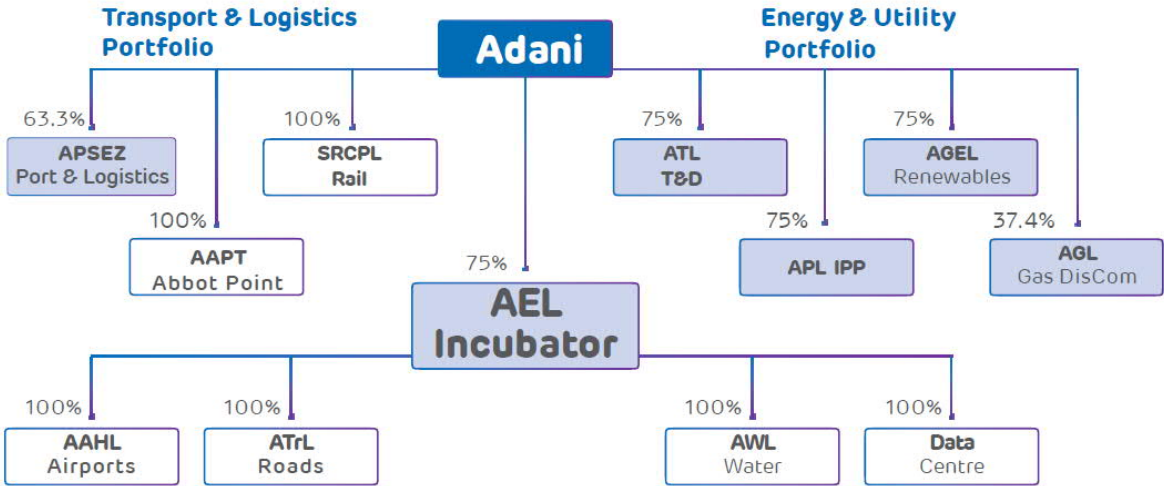 Transport & Logistics
Portfolio
Adani
Energy & Utility
Portfolio
63.3%
APSEZ
Port & Logistics
100%
SRCPL
Rail
75%
ATL
T&D
75%
AGEL
Renewables
100%
AAPT
Abbot Point
75%
AEL
Incubator
75%
APL IPP
37.4%
AGL
Gas DisCom
100%
AAHL
Airports
100%
ATrL
Roads
100%
AWL
Water
100%
Data
Centre